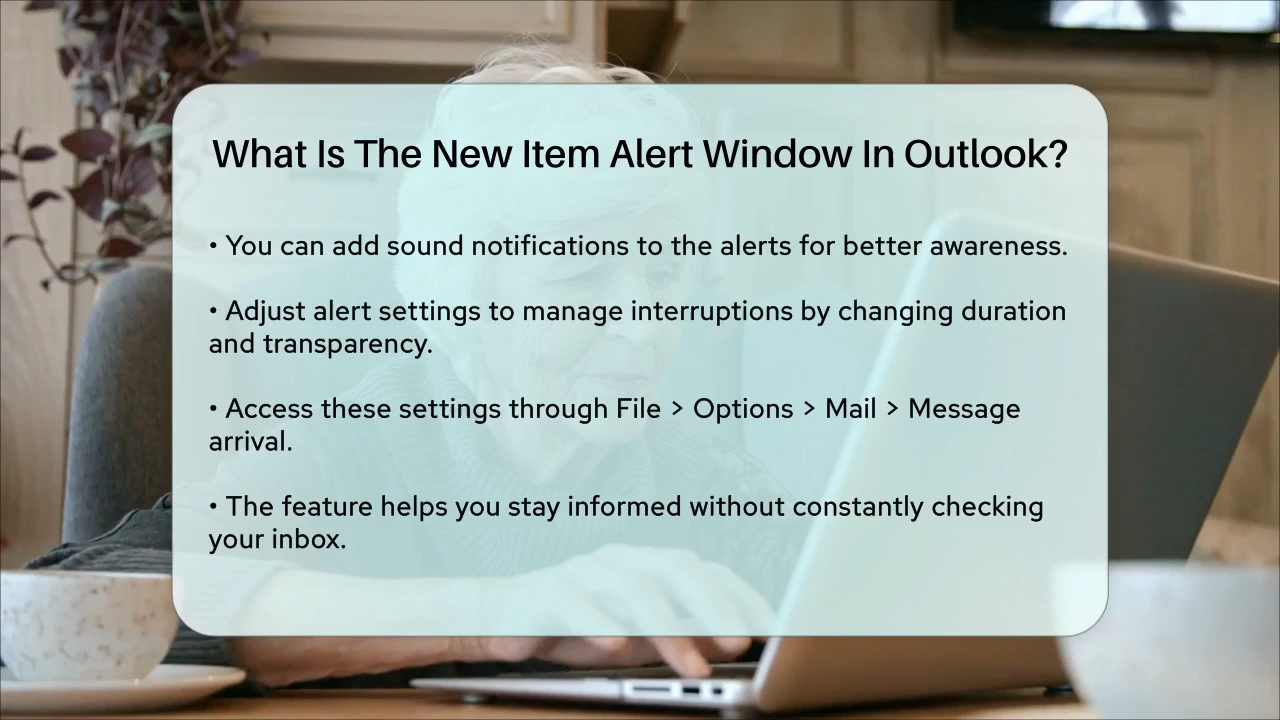 What Is The New Item Alert Window In Outlook?
• You can add sound notifications to the alerts for better awareness.
• Adjust alert settings to manage interruptions by changing duration
and transparency.
• Access these settings through File > Options > Mail > Message
arrival.
• The feature helps you stay informed without constantly checking
your inbox.